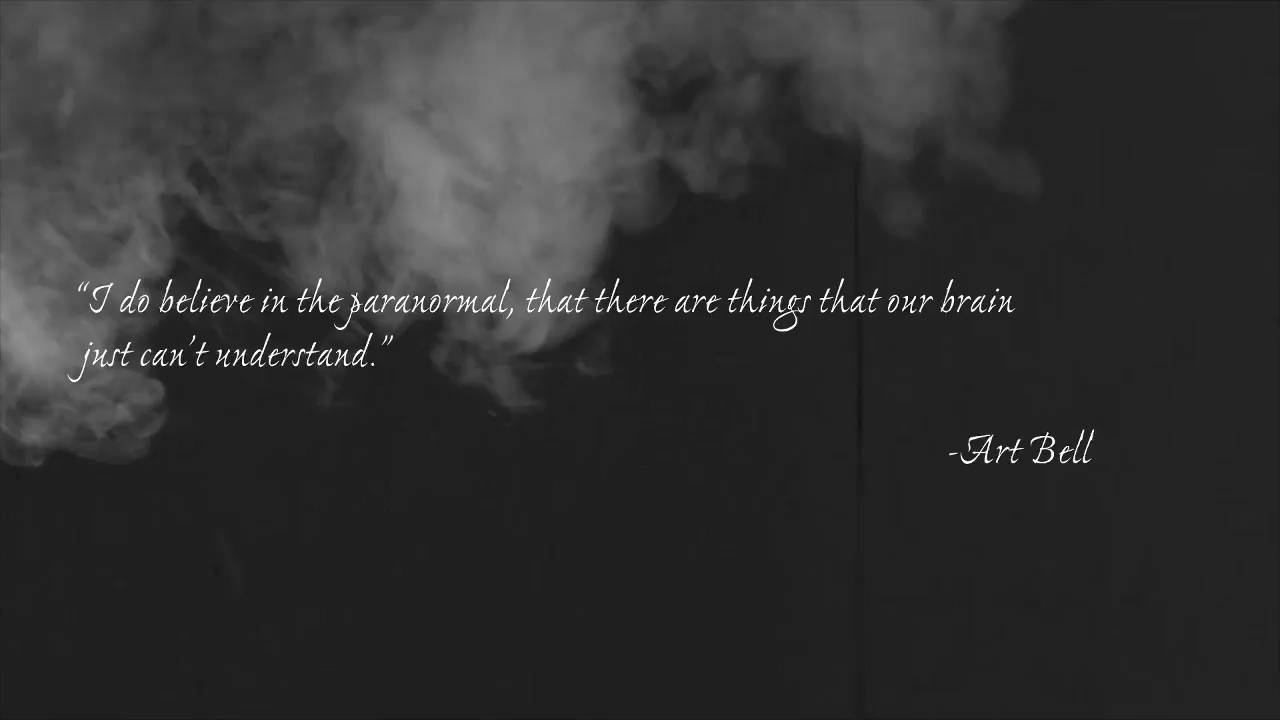 “I do believe in the paranormal, that there are things that our brain
just can’t understand.”
-Art Bell